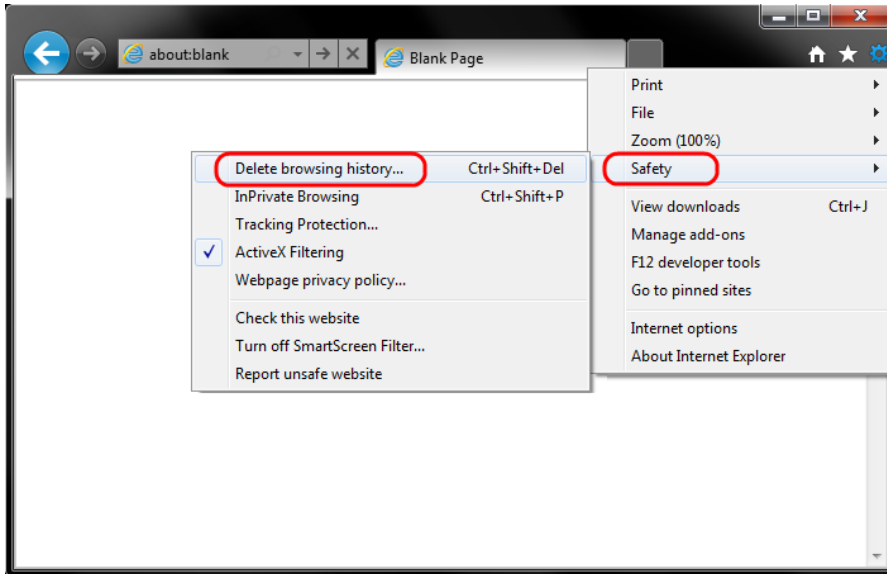 about:blank
Blank Page
Print
File
Zoom (100%)
Safety
View downloads Ctrl+J
Manage add-ons
F12 developer tools
Go to pinned sites
Internet options
About Internet Explorer
Delete browsing history... Ctrl+Shift+Del
InPrivate Browsing Ctrl+Shift+P
Tracking Protection...
ActiveX Filtering
Webpage privacy policy...
Check this website
Turn off SmartScreen Filter...
Report unsafe website